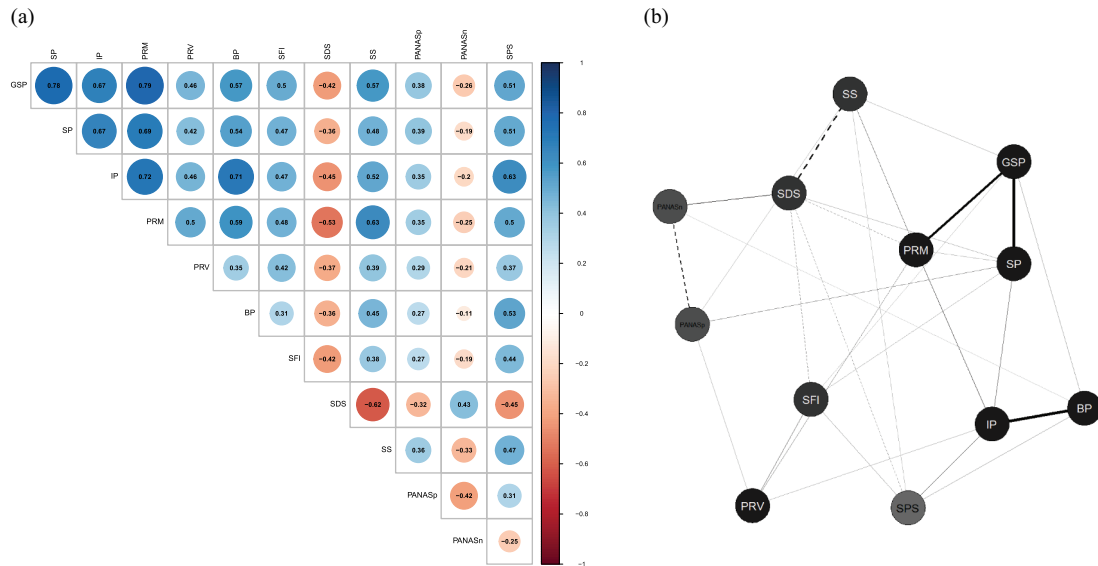 (a)
(b)
SP IP PRM PRV BP SFI SDS SS PANASp PANASn SPS
GSP 0.78 0.67 0.79 0.46 0.57 0.5 −0.42 0.57 0.38 −0.26 0.51
SP 0.67 0.69 0.42 0.54 0.47 −0.36 0.48 0.39 −0.19 0.51
IP 0.72 0.46 0.71 0.47 −0.45 0.52 0.35 −0.2 0.63
PRM 0.5 0.59 0.48 −0.53 0.63 0.35 −0.25 0.5
PRV 0.35 0.42 −0.37 0.39 0.29 −0.21 0.37
BP 0.31 −0.36 0.45 0.27 −0.11 0.53
SFI −0.42 0.38 0.27 −0.19 0.44
SDS −0.62 −0.32 0.43 −0.45
SS 0.36 −0.33 0.47
PANASp −0.42 0.31
PANASn −0.25
1
0.8
0.6
0.4
0.2
0
−0.2
−0.4
−0.6
−0.8
−1
SS
GSP
SDS
PANASn
PRM
SP
PANASp
SFI
BP
IP
PRV
SPS